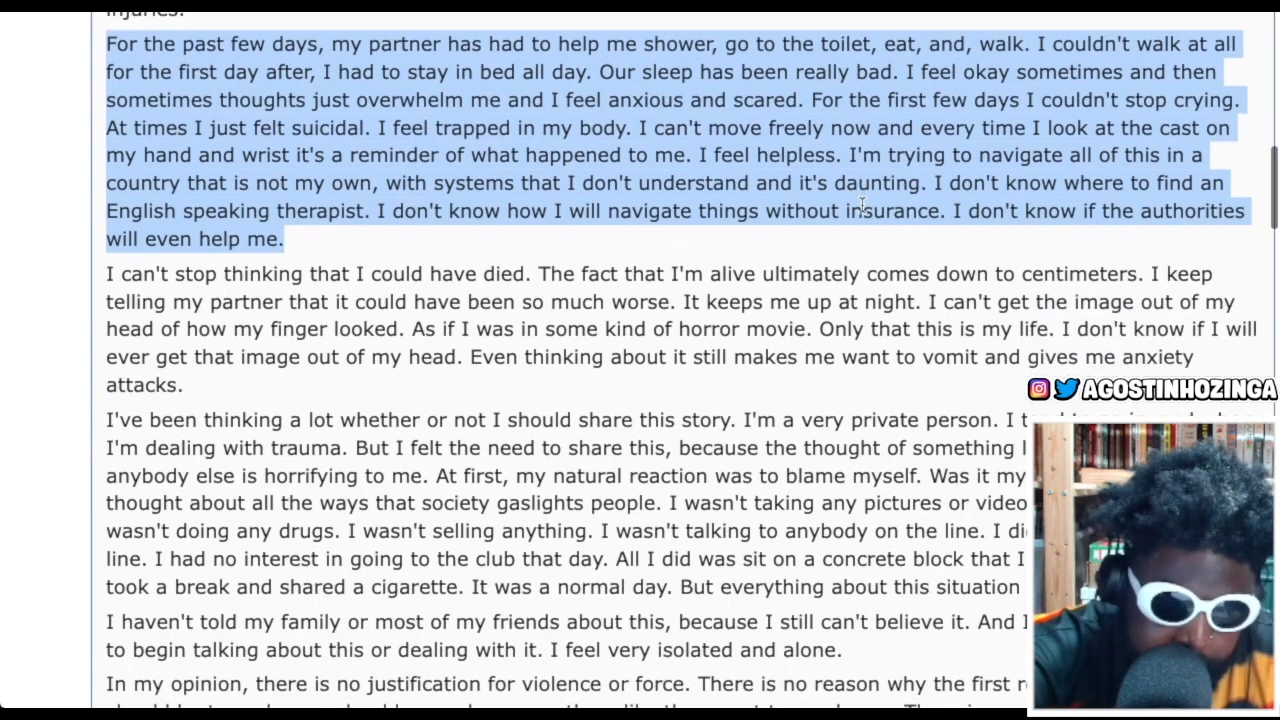 For the past few days, my partner has had to help me shower, go to the toilet, eat, and, walk. I couldn't walk at all
for the first day after, I had to stay in bed all day. Our sleep has been really bad. I feel okay sometimes and then
sometimes thoughts just overwhelm me and I feel anxious and scared. For the first few days I couldn't stop crying.
At times I just felt suicidal. I feel trapped in my body. I can't move freely now and every time I look at the cast on
my hand and wrist it's a reminder of what happened to me. I feel helpless. I'm trying to navigate all of this in a
country that is not my own, with systems that I don't understand and it's daunting. I don't know where to find an
English speaking therapist. I don't know how I will navigate things without insurance. I don't know if the authorities
will even help me.
I can't stop thinking that I could have died. The fact that I'm alive ultimately comes down to centimeters. I keep
telling my partner that it could have been so much worse. It keeps me up at night. I can't get the image out of my
head of how my finger looked. As if I was in some kind of horror movie. Only that this is my life. I don't know if I will
ever get that image out of my head. Even thinking about it still makes me want to vomit and gives me anxiety
attacks.
AGOSTINHOZINGA
I've been thinking a lot whether or not I should share this story. I'm a very private person. I
I'm dealing with trauma. But I felt the need to share this, because the thought of something
anybody else is horrifying to me. At first, my natural reaction was to blame myself. Was it my
thought about all the ways that society gaslights people. I wasn't taking any pictures or video
wasn't doing any drugs. I wasn't selling anything. I wasn't talking to anybody on the line. I
line. I had no interest in going to the club that day. All I did was sit on a concrete block that I
took a break and shared a cigarette. It was a normal day. But everything about this situation
I haven't told my family or most of my friends about this, because I still can't believe it. And I
to begin talking about this or dealing with it. I feel very isolated and alone.
In my opinion, there is no justification for violence or force. There is no reason why the first